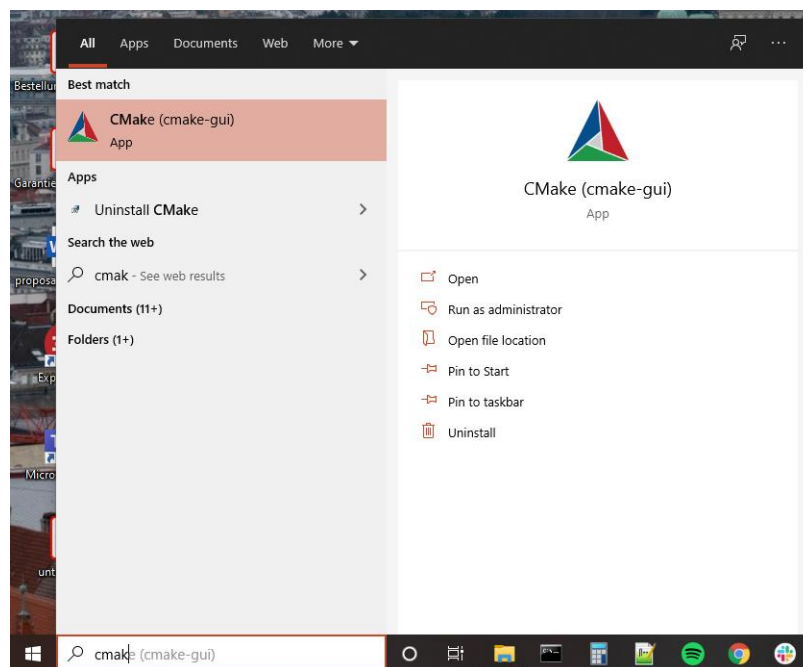 All Apps Documents Web More
Best match
CMake (cmake-gui)
App
Apps
Uninstall CMake
Search the web
cmak - See web results
Documents (11+)
Folders (1+)
CMake (cmake-gui)
App
Open
Run as administrator
Open file location
Pin to Start
Pin to taskbar
Uninstall
Bestellu
Garantie
W
proposa
Exp
Micro
unt
cmake (cmake-gui)